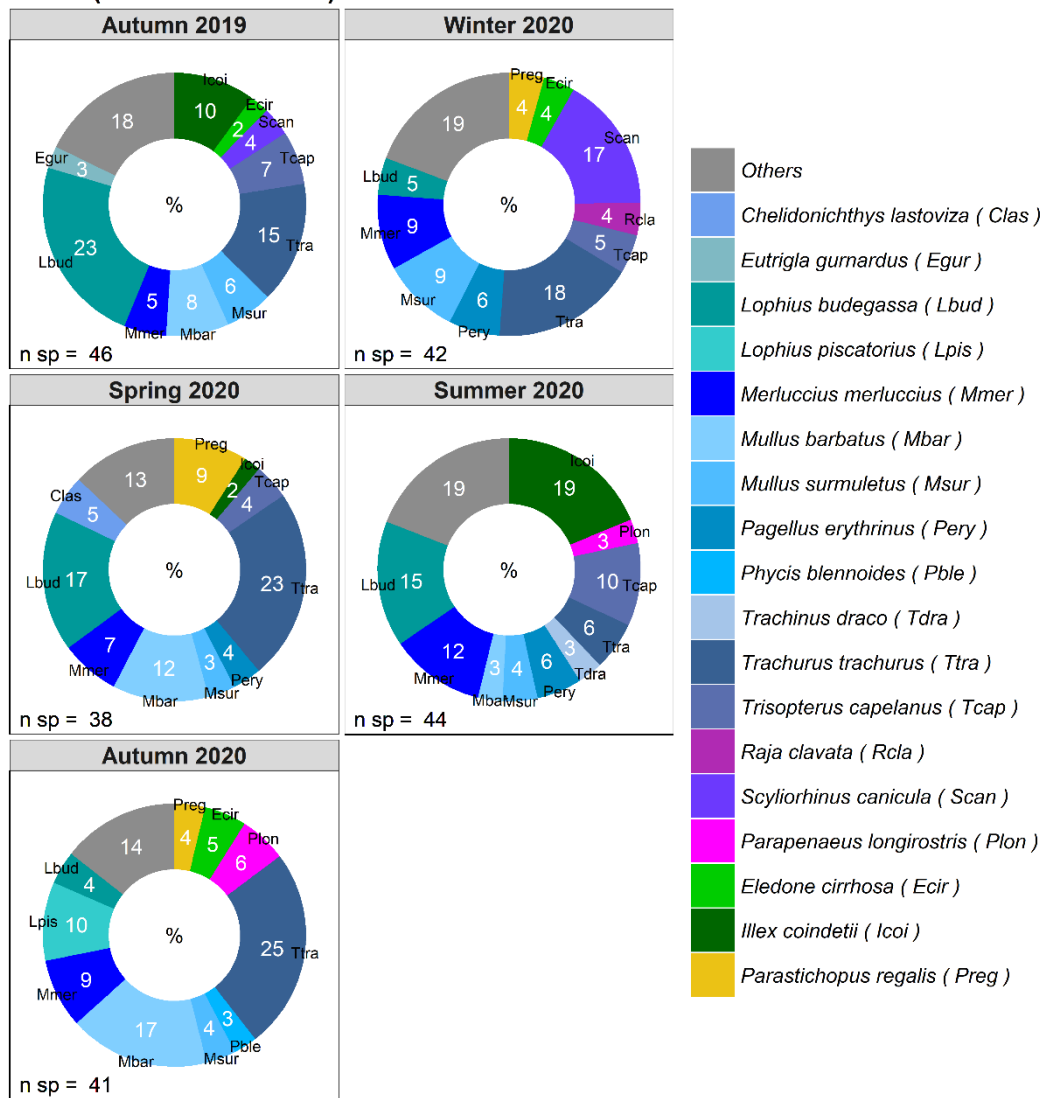 Autumn 2019
Icoi
10
Ecir
2
Scan
4
Tcap
7
Ttra
15
Msur
6
Mbar
8
Mmer
5
Lbud
23
Egur
3
18
%
n sp = 46
Winter 2020
Preg
4
Ecir
4
Scan
17
Rcla
4
Tcap
5
Ttra
18
Pery
6
Msur
9
Mmer
9
Lbud
5
19
%
n sp = 42
Spring 2020
Preg
9
Icoi
2
Tcap
4
Ttra
23
Pery
4
Msur
3
Mbar
12
Mmer
7
Lbud
17
Clas
5
13
%
n sp = 38
Summer 2020
Icoi
19
Plon
3
Tcap
10
Ttra
6
Tdra
3
Pery
6
Msur
4
Mba
3
Mmer
12
Lbud
15
19
%
n sp = 44
Autumn 2020
Preg
4
Ecir
5
Plon
6
Ttra
25
Pble
3
Msur
4
Mbar
17
Mmer
9
Lpis
10
Lbud
4
14
%
n sp = 41
Others
Chelidonichthys lastoviza ( Clas )
Eutrigla gurnardus ( Egur )
Lophius budegassa ( Lbud )
Lophius piscatorius ( Lpis )
Merluccius merluccius ( Mmer )
Mullus barbatus ( Mbar )
Mullus surmuletus ( Msur )
Pagellus erythrinus ( Pery )
Phycis blennoides ( Pble )
Trachinus draco ( Tdra )
Trachurus trachurus ( Ttra )
Trisopterus capelanus ( Tcap )
Raja clavata ( Rcla )
Scyliorhinus canicula ( Scan )
Parapenaeus longirostris ( Plon )
Eledone cirrhosa ( Ecir )
Illex coindetii ( Icoi )
Parastichopus regalis ( Preg )